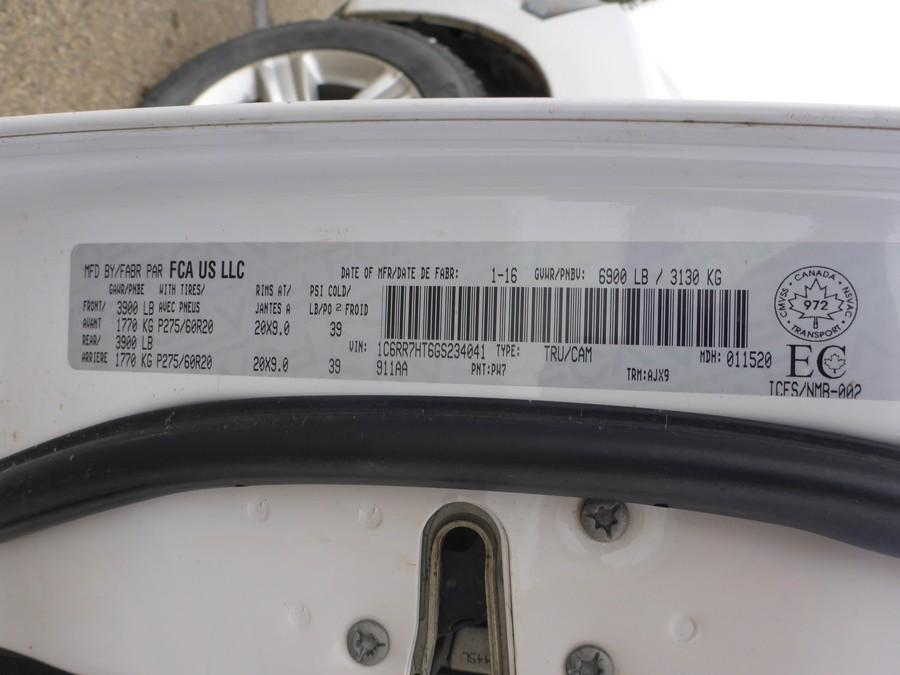 MFD BY/FABR PAR FCA US LLC DATE OF MFR/DATE DE FABR: 1-16 GVWR/PNBV: 6900 LB / 3130 KG
GAWR/PNBE WITH TIRES/ RIMS AT/ PSI COLD/
FRONT/ 3900 LB AVEC PNEUS JANTES A LB/PO 2 FROID
AVANT 1770 KG P275/60R20 20X9.0 39
REAR/ 3900 LB
ARRIERE 1770 KG P275/60R20 20X9.0 39
VIN: 1C6RR7HT6GS234041 TYPE: TRU/CAM MDH: 011520
911AA PNT:PW7 TRM:AJX9
CANADA
CMVSS 972 NSVAC
TRANSPORT
EC
ICES/NMB-002